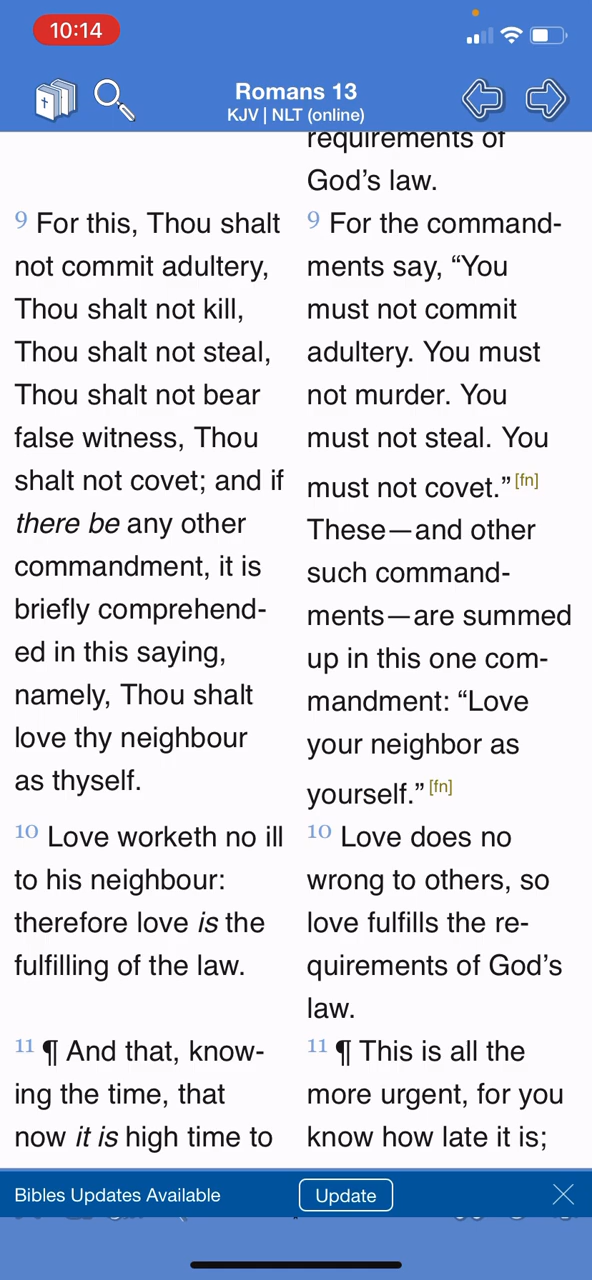 10:14
Romans 13
KJV | NLT (online)
requirements of
God's law.
9 For this, Thou shalt
not commit adultery,
Thou shalt not kill,
Thou shalt not steal,
Thou shalt not bear
false witness, Thou
shalt not covet; and if
there be any other
commandment, it is
briefly comprehend-
ed in this saying,
namely, Thou shalt
love thy neighbour
as thyself.
10 Love worketh no ill
to his neighbour:
therefore love is the
fulfilling of the law.
11 ¶ And that, know-
ing the time, that
now it is high time to
9 For the command-
ments say, “You
must not commit
adultery. You must
not murder. You
must not steal. You
must not covet.” [fn]
These—and other
such command-
ments—are summed
up in this one com-
mandment: “Love
your neighbor as
yourself.” [fn]
10 Love does no
wrong to others, so
love fulfills the re-
quirements of God’s
law.
11 ¶ This is all the
more urgent, for you
know how late it is;
Bibles Updates Available
Update